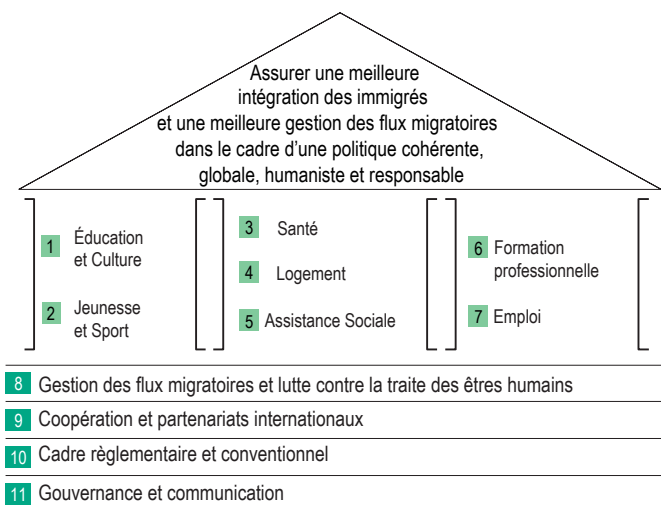 Assurer une meilleure
intégration des immigrés
et une meilleure gestion des flux migratoires
dans le cadre d’une politique cohérente,
globale, humaniste et responsable
1 Éducation
et Culture
2 Jeunesse
et Sport
3 Santé
4 Logement
5 Assistance Sociale
6 Formation
professionnelle
7 Emploi
8 Gestion des flux migratoires et lutte contre la traite des êtres humains
9 Coopération et partenariats internationaux
10 Cadre règlementaire et conventionnel
11 Gouvernance et communication